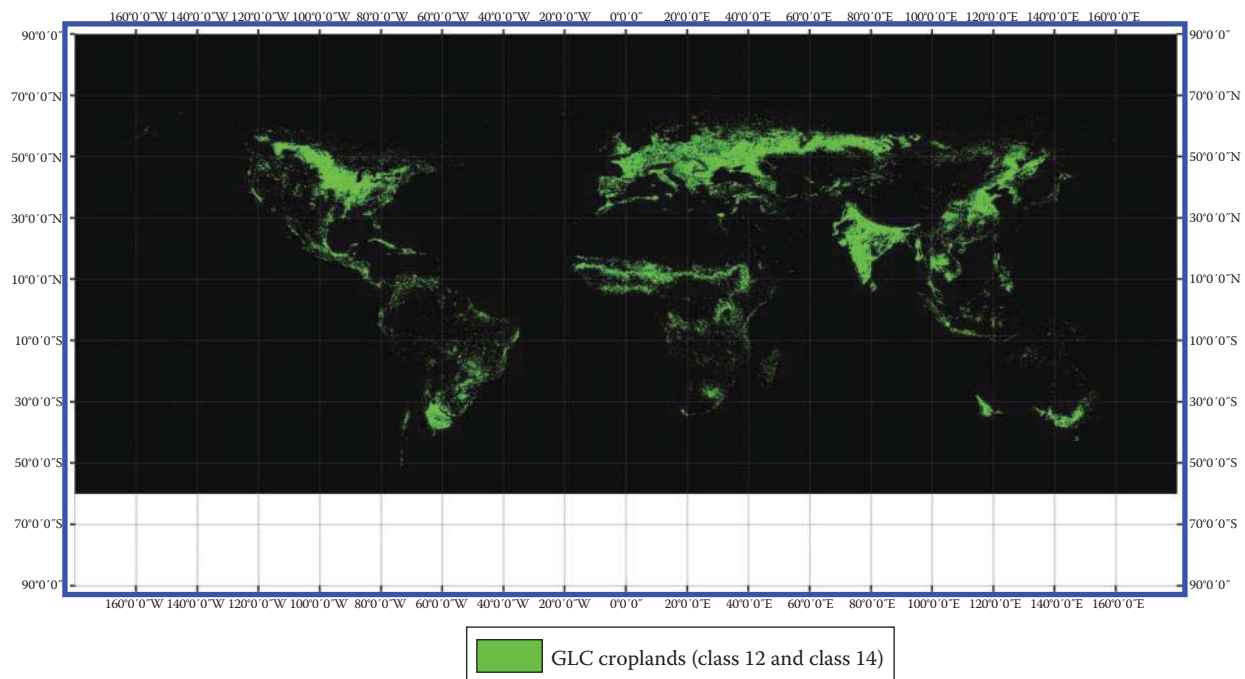 160°0′0″W 140°0′0″W 120°0′0″W 100°0′0″W 80°0′0″W 60°0′0″W 40°0′0″W 20°0′0″W 0°0′0″ 20°0′0″E 40°0′0″E 60°0′0″E 80°0′0″E 100°0′0″E 120°0′0″E 140°0′0″E 160°0′0″E
90°0′0″ 90°0′0″
70°0′0″N 70°0′0″N
50°0′0″N 50°0′0″N
30°0′0″N 30°0′0″N
10°0′0″N 10°0′0″N
10°0′0″S 10°0′0″S
30°0′0″S 30°0′0″S
50°0′0″S 50°0′0″S
70°0′0″S 70°0′0″S
90°0′0″ 90°0′0″
160°0′0″W 140°0′0″W 120°0′0″W 100°0′0″W 80°0′0″W 60°0′0″W 40°0′0″W 20°0′0″W 0°0′0″ 20°0′0″E 40°0′0″E 60°0′0″E 80°0′0″E 100°0′0″E 120°0′0″E 140°0′0″E 160°0′0″E
GLC croplands (class 12 and class 14)